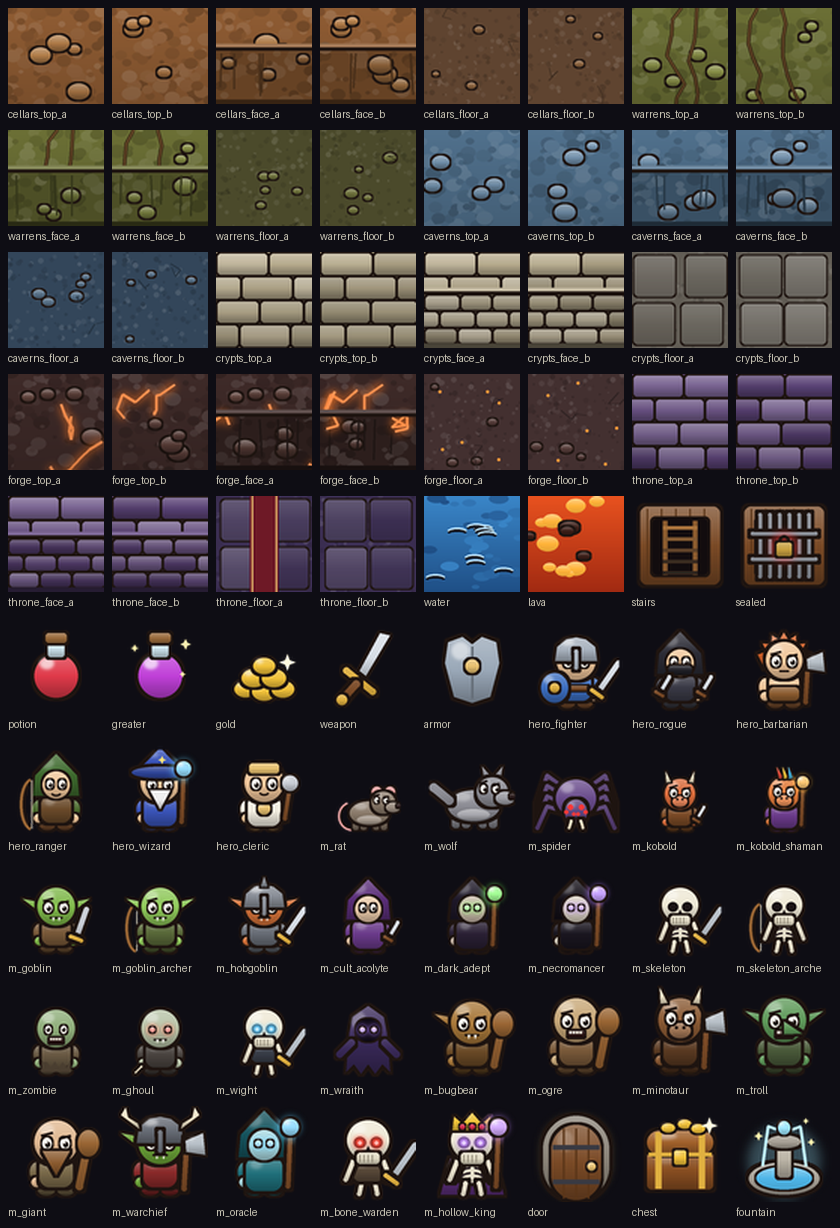 cellars_top_a cellars_top_b cellars_face_a cellars_face_b cellars_floor_a cellars_floor_b warrens_top_a warrens_top_b
warrens_face_a warrens_face_b warrens_floor_a warrens_floor_b caverns_top_a caverns_top_b caverns_face_a caverns_face_b
caverns_floor_a caverns_floor_b crypts_top_a crypts_top_b crypts_face_a crypts_face_b crypts_floor_a crypts_floor_b
forge_top_a forge_top_b forge_face_a forge_face_b forge_floor_a forge_floor_b throne_top_a throne_top_b
throne_face_a throne_face_b throne_floor_a throne_floor_b water lava stairs sealed
potion greater gold weapon armor hero_fighter hero_rogue hero_barbarian
hero_ranger hero_wizard hero_cleric m_rat m_wolf m_spider m_kobold m_kobold_shaman
m_goblin m_goblin_archer m_hobgoblin m_cult_acolyte m_dark_adept m_necromancer m_skeleton m_skeleton_arche
m_zombie m_ghoul m_wight m_wraith m_bugbear m_ogre m_minotaur m_troll
m_giant m_warchief m_oracle m_bone_warden m_hollow_king door chest fountain